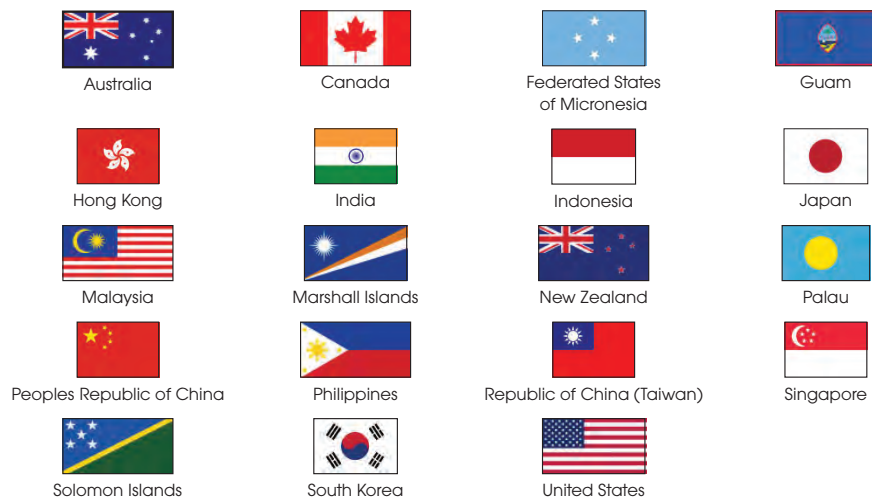 Australia
Canada
Federated States
of Micronesia
Guam
Hong Kong
India
Indonesia
Japan
Malaysia
Marshall Islands
New Zealand
Palau
Peoples Republic of China
Philippines
Republic of China (Taiwan)
Singapore
Solomon Islands
South Korea
United States